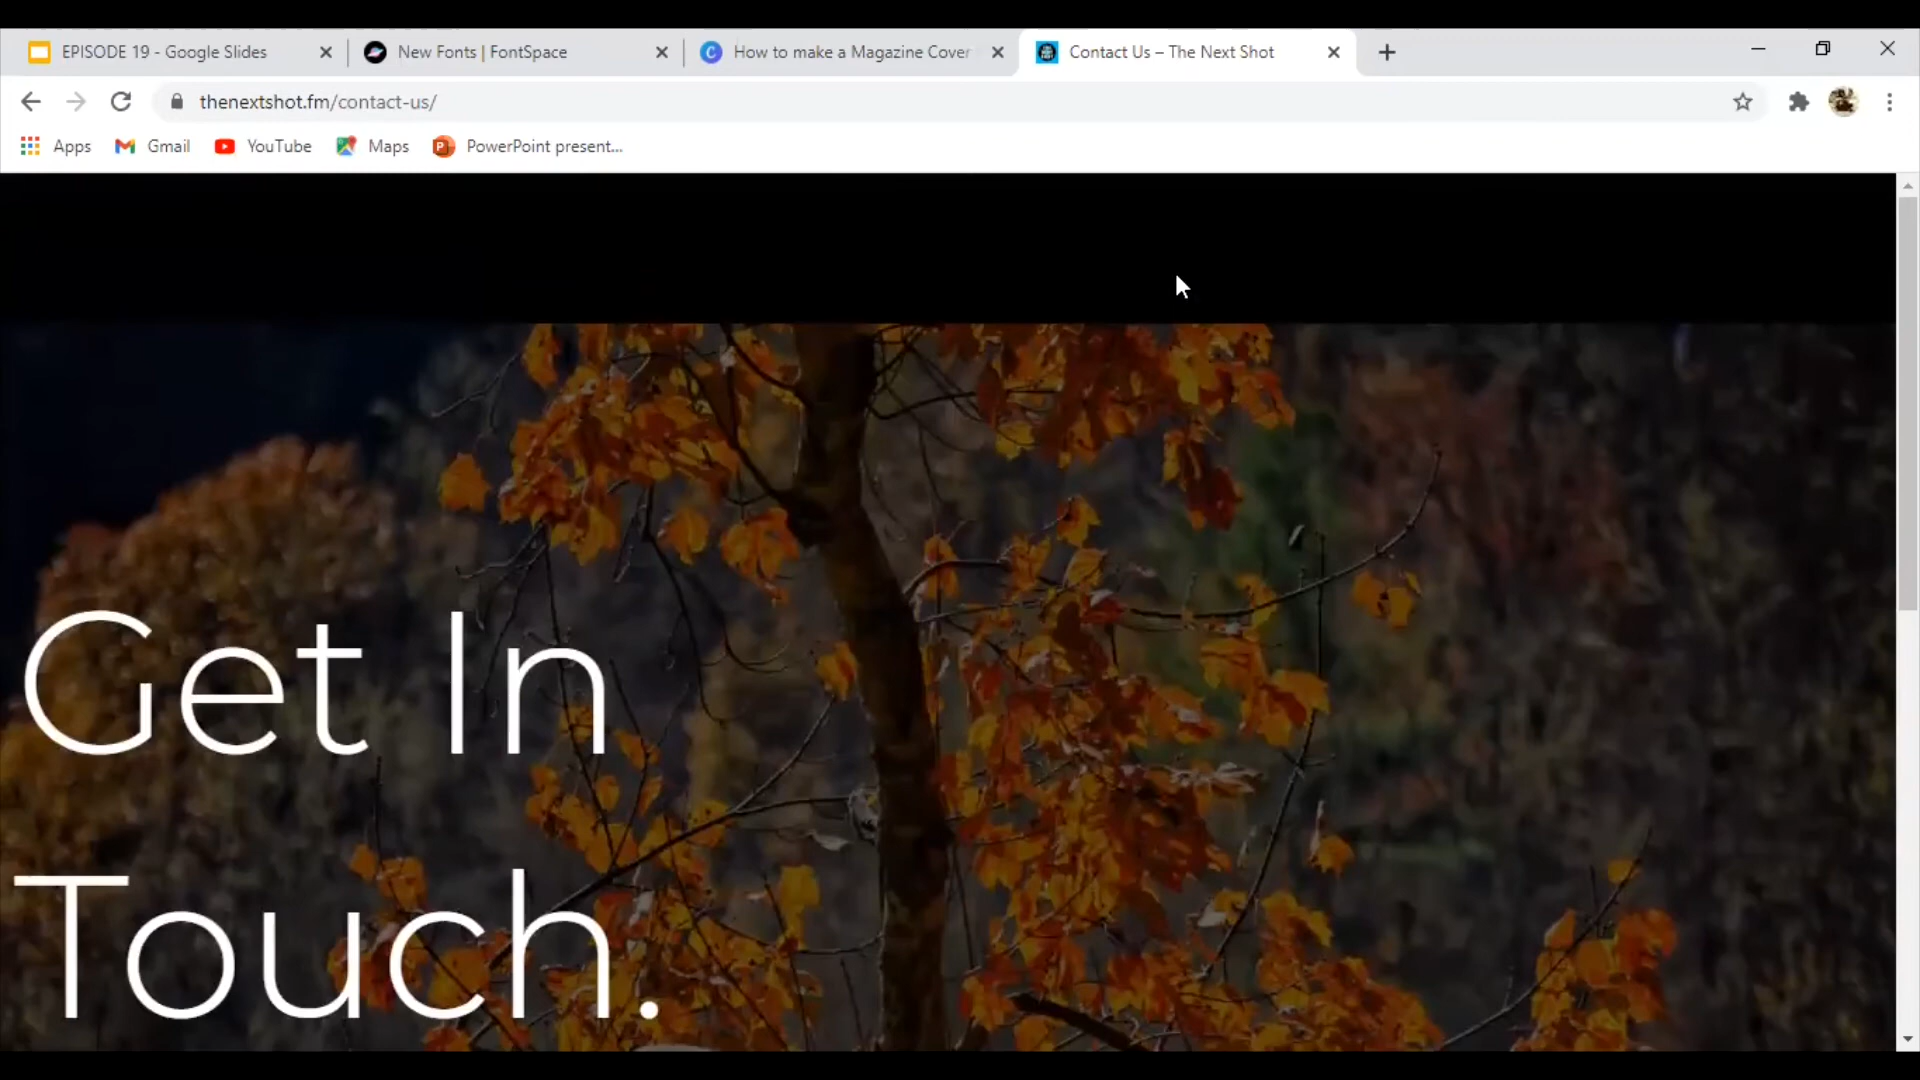 EPISODE 19 - Google Slides
New Fonts | FontSpace
How to make a Magazine Cover
Contact Us – The Next Shot
thenextshot.fm/contact-us/
Apps
Gmail
YouTube
Maps
PowerPoint present...
Get In
Touch.